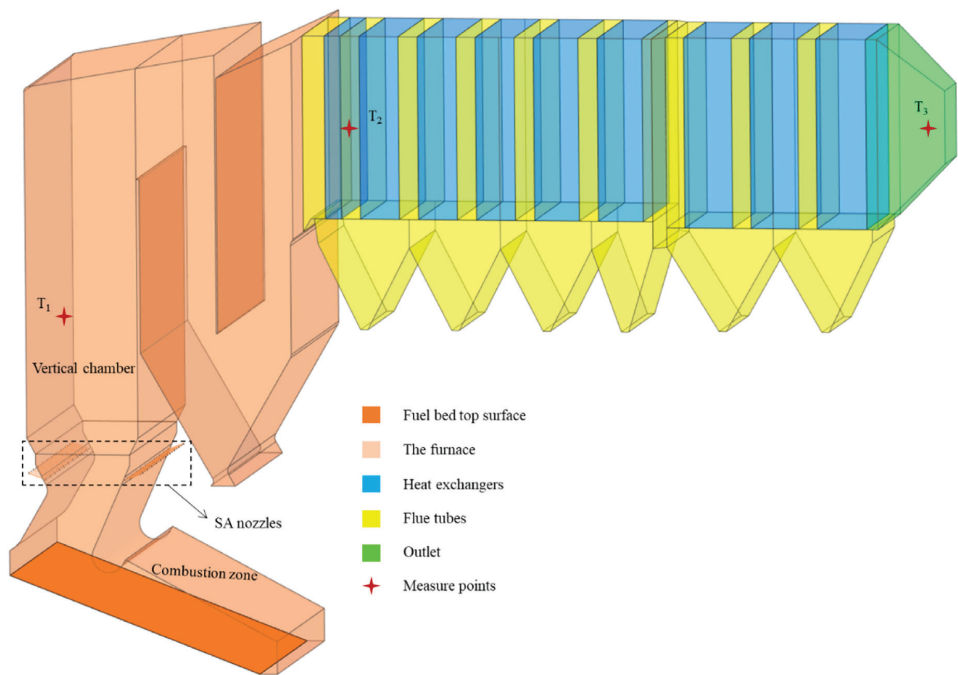 T2
T3
T1
Vertical chamber
Fuel bed top surface
The furnace
Heat exchangers
SA nozzles
Flue tubes
Outlet
Combustion zone
Measure points